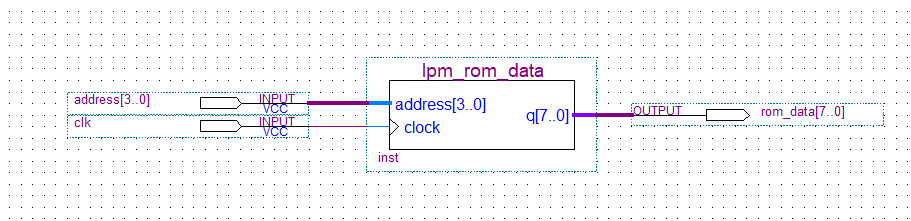 lpm_rom_data
address[3..0] INPUT VCC address[3..0] q[7..0] OUTPUT rom_data[7..0]
clk INPUT VCC clock
inst